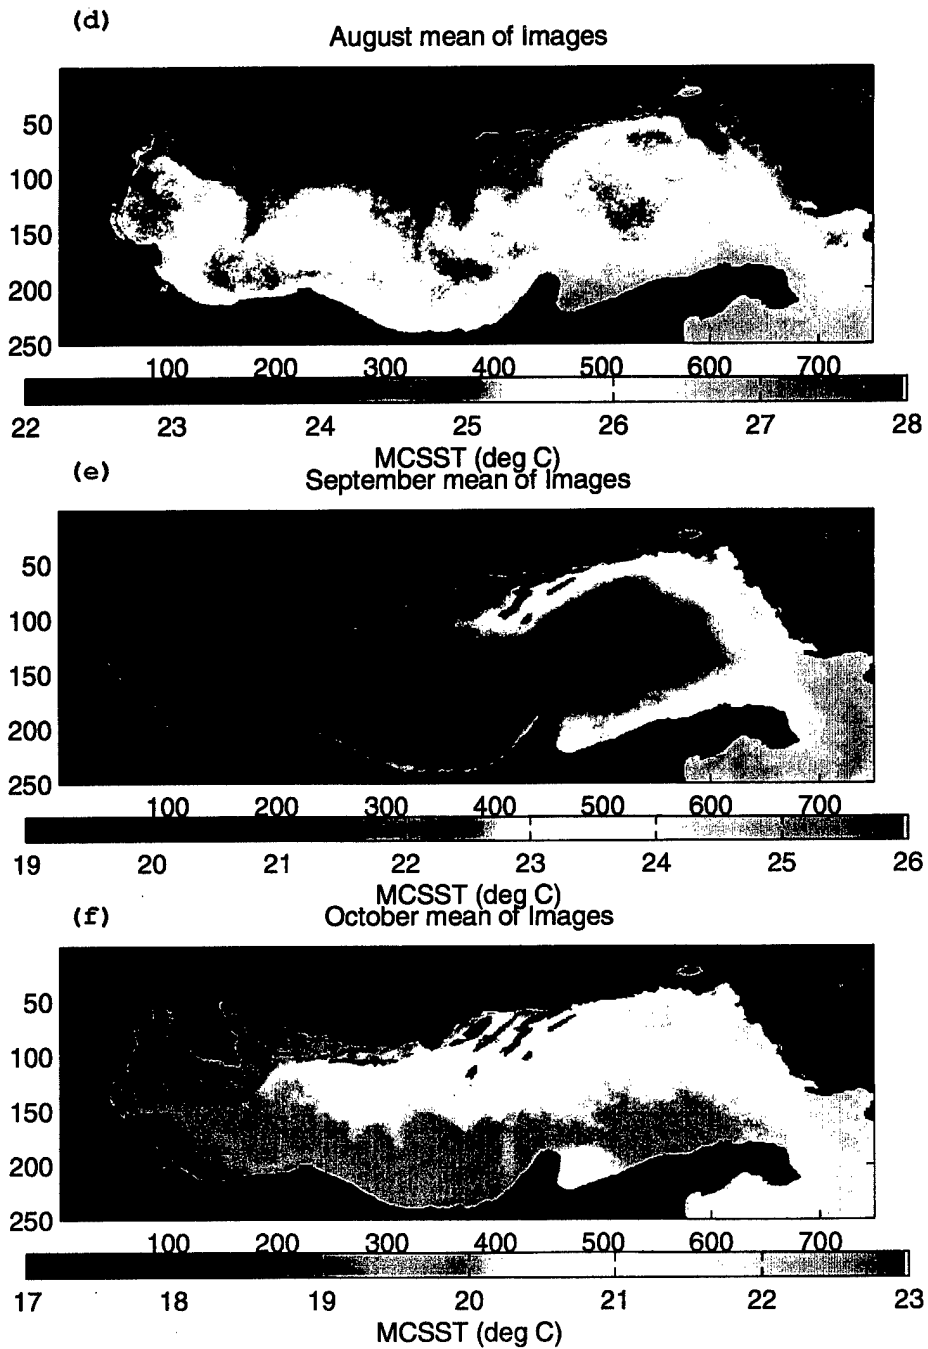 (d)
August mean of Images
50
100
150
200
250
100 200 300 400 500 600 700
22 23 24 25 26 27 28
MCSST (deg C)
(e)
September mean of Images
50
100
150
200
250
100 200 300 400 500 600 700
19 20 21 22 23 24 25 26
MCSST (deg C)
(f)
October mean of Images
50
100
150
200
250
100 200 300 400 500 600 700
17 18 19 20 21 22 23
MCSST (deg C)